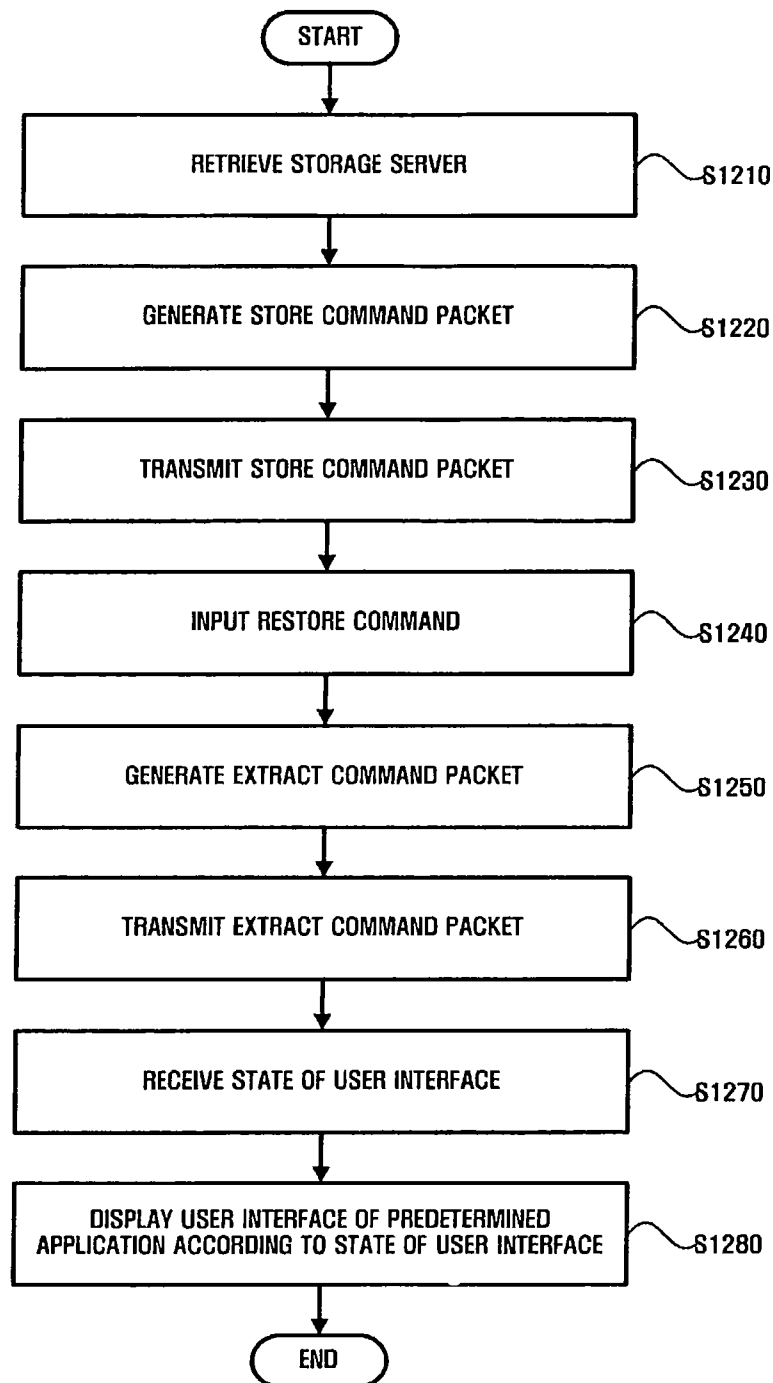 START
RETRIEVE STORAGE SERVER
S1210
GENERATE STORE COMMAND PACKET
S1220
TRANSMIT STORE COMMAND PACKET
S1230
INPUT RESTORE COMMAND
S1240
GENERATE EXTRACT COMMAND PACKET
S1250
TRANSMIT EXTRACT COMMAND PACKET
S1260
RECEIVE STATE OF USER INTERFACE
S1270
DISPLAY USER INTERFACE OF PREDETERMINED
APPLICATION ACCORDING TO STATE OF USER INTERFACE
S1280
END